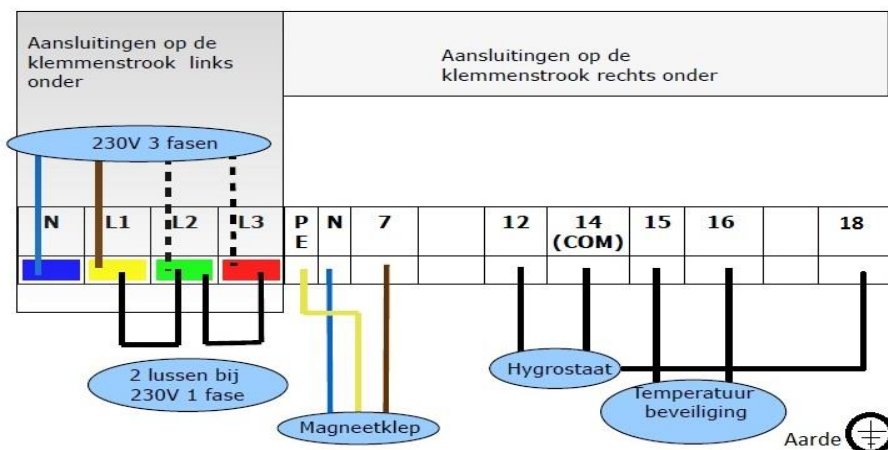 Aansluitingen op de
klemmenstrook links
onder
Aansluitingen op de
klemmenstrook rechts onder
230V 3 fasen
N L1 L2 L3 P E N 7 12 14 (COM) 15 16 18
2 lussen bij
230V 1 fase
Magneetklep
Hygrostaat
Temperatuur
beveiliging
Aarde